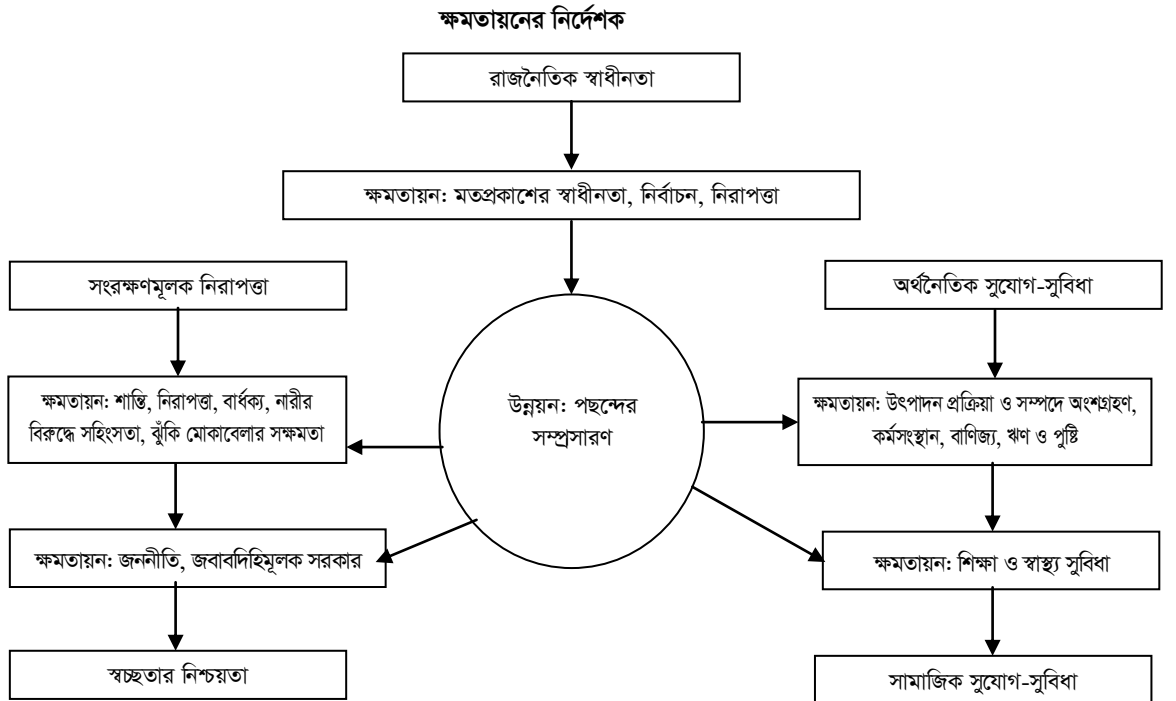 ক্ষমতায়নের নির্দেশক
রাজনৈতিক স্বাধীনতা
ক্ষমতায়ন: মতপ্রকাশের স্বাধীনতা, নির্বাচন, নিরাপত্তা
সংরক্ষণমূলক নিরাপত্তা
অর্থনৈতিক সুযোগ-সুবিধা
ক্ষমতায়ন: শান্তি, নিরাপত্তা, বার্ধক্য, নারীর
বিরুদ্ধে সহিংসতা, ঝুঁকি মোকাবেলার সক্ষমতা
উন্নয়ন: পছন্দের
সম্প্রসারণ
ক্ষমতায়ন: উৎপাদন প্রক্রিয়া ও সম্পদে অংশগ্রহণ,
কর্মসংস্থান, বাণিজ্য, ঋণ ও পুষ্টি
ক্ষমতায়ন: জননীতি, জবাবদিহিমূলক সরকার
ক্ষমতায়ন: শিক্ষা ও স্বাস্থ্য সুবিধা
স্বচ্ছতার নিশ্চয়তা
সামাজিক সুযোগ-সুবিধা